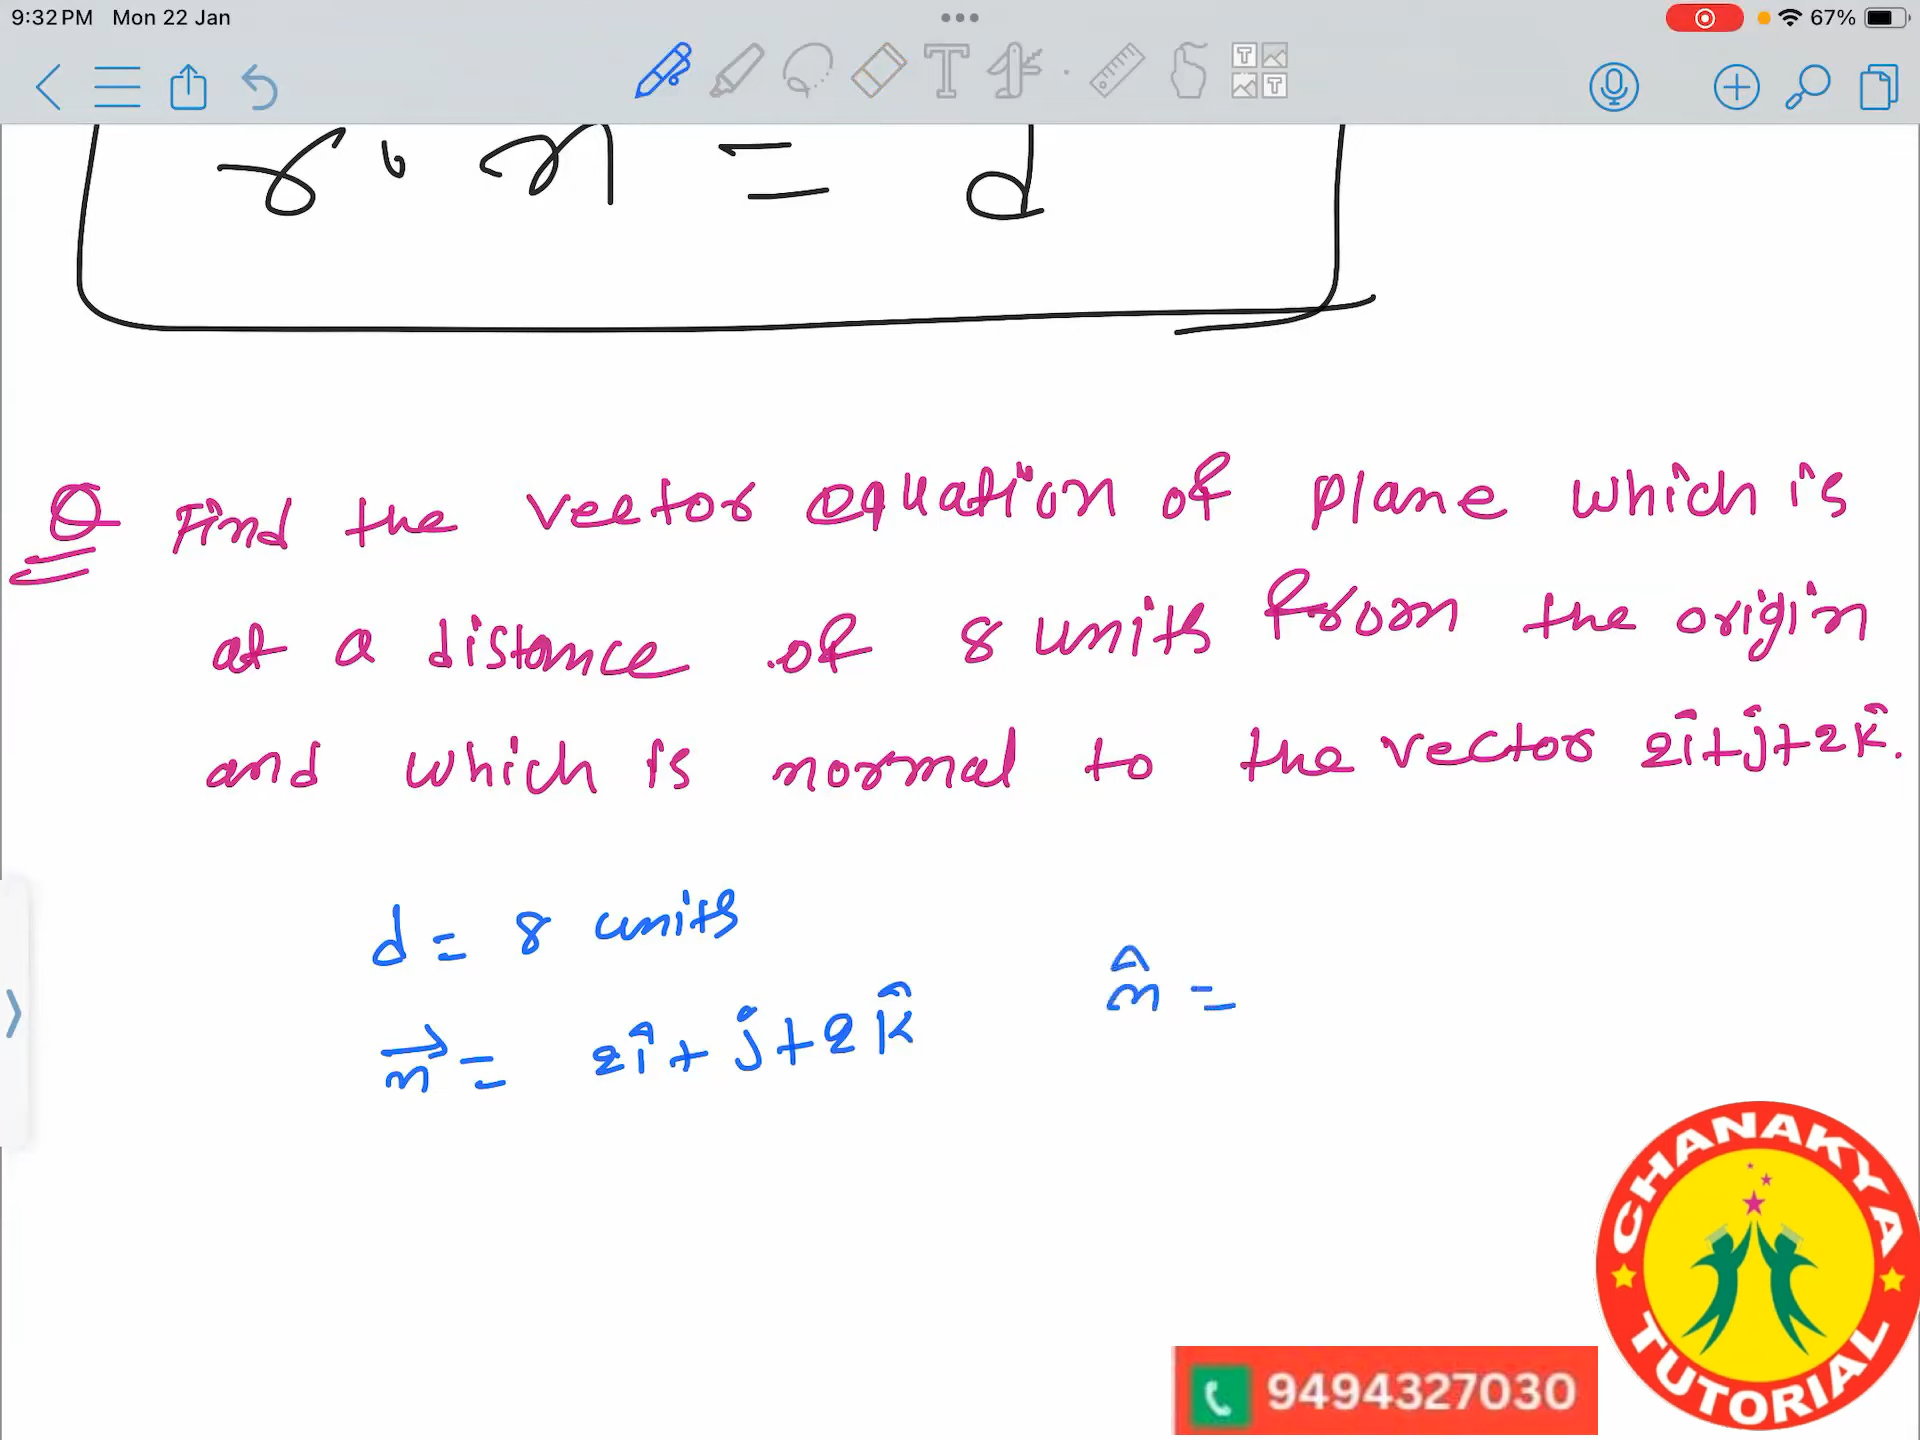 9:32 PM Mon 22 Jan
67%
r . n = d
Q Find the vector equation of plane which is
at a distance of 8 units from the origin
and which is normal to the vector 2î+ĵ+2k̂.
d = 8 units
n̂ =
n⃗ = 2î + ĵ + 2k̂
CHANAKYA
TUTORIAL
9494327030